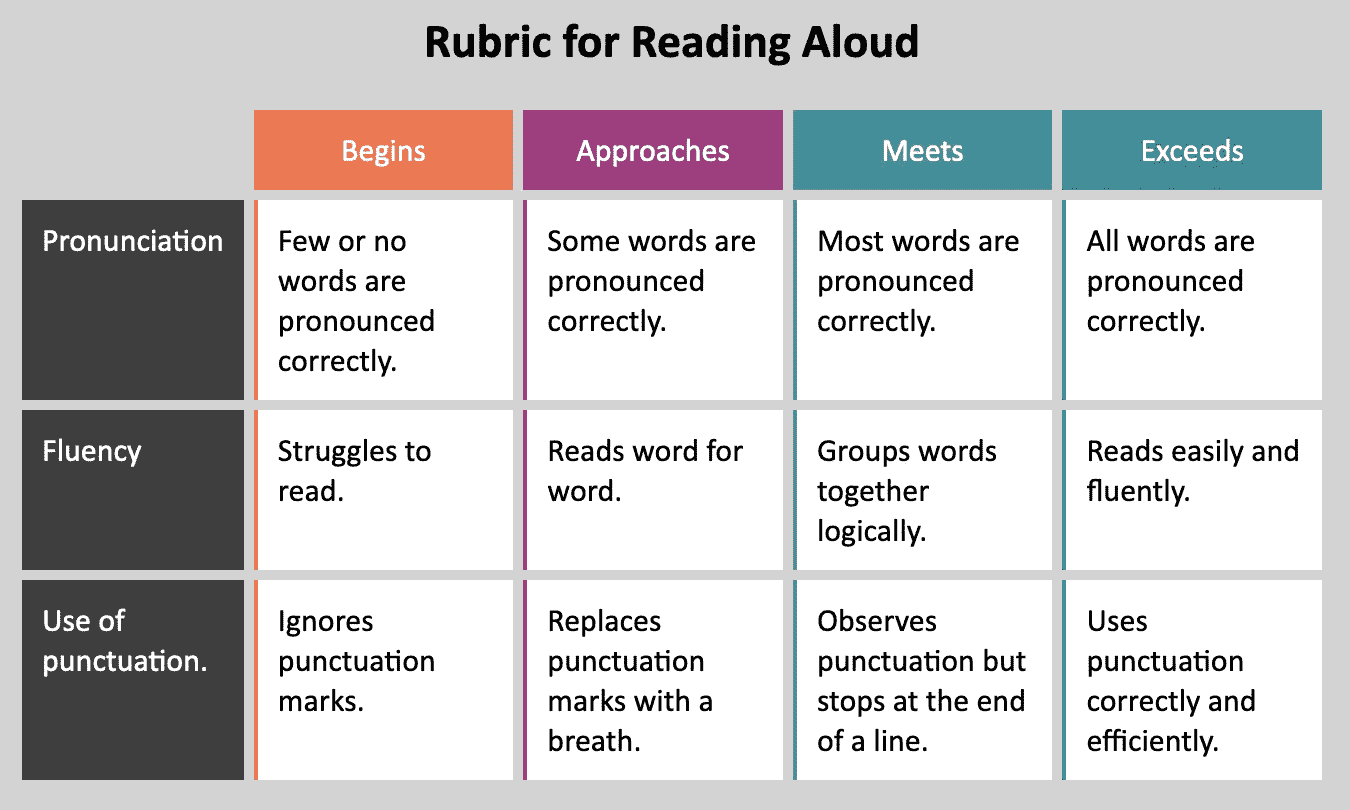 Rubric for Reading Aloud
Begins
Approaches
Meets
Exceeds
Pronunciation
Few or no
words are
pronounced
correctly.
Some words are
pronounced
correctly.
Most words are
pronounced
correctly.
All words are
pronounced
correctly.
Fluency
Struggles to
read.
Reads word for
word.
Groups words
together
logically.
Reads easily and
fluently.
Use of
punctuation.
Ignores
punctuation
marks.
Replaces
punctuation
marks with a
breath.
Observes
punctuation but
stops at the end
of a line.
Uses
punctuation
correctly and
efficiently.